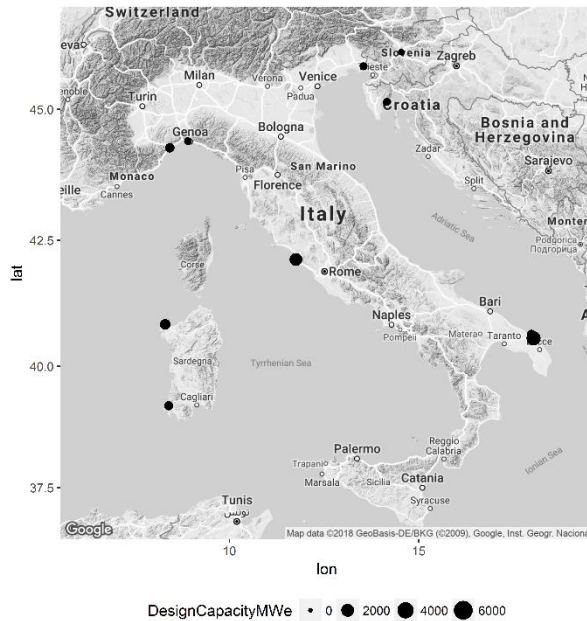 Switzerland
Slovenia
Zagreb
Milan
Verona
Venice
Padua
Turin
Croatia
Genoa
Bologna
Bosnia and
Herzegovina
San Marino
Zadar
Sarajevo
Monaco
Pisa
Cannes
Florence
Split
Italy
Adriatic Sea
Podgorica
Подгорица
Corse
Rome
Bari
Naples
Pompeii
Matera
Taranto
Sardegna
Tyrrhenian Sea
Cagliari
Reggio
Calabria
Ionian Sea
Palermo
Trapani
Marsala
Sicilia
Catania
Syracuse
Tunis
تونس
Google
Map data ©2018 GeoBasis-DE/BKG (©2009), Google, Inst. Geogr. Nacional
45.0
42.5
40.0
37.5
lat
10
15
lon
DesignCapacityMWe 0 2000 4000 6000